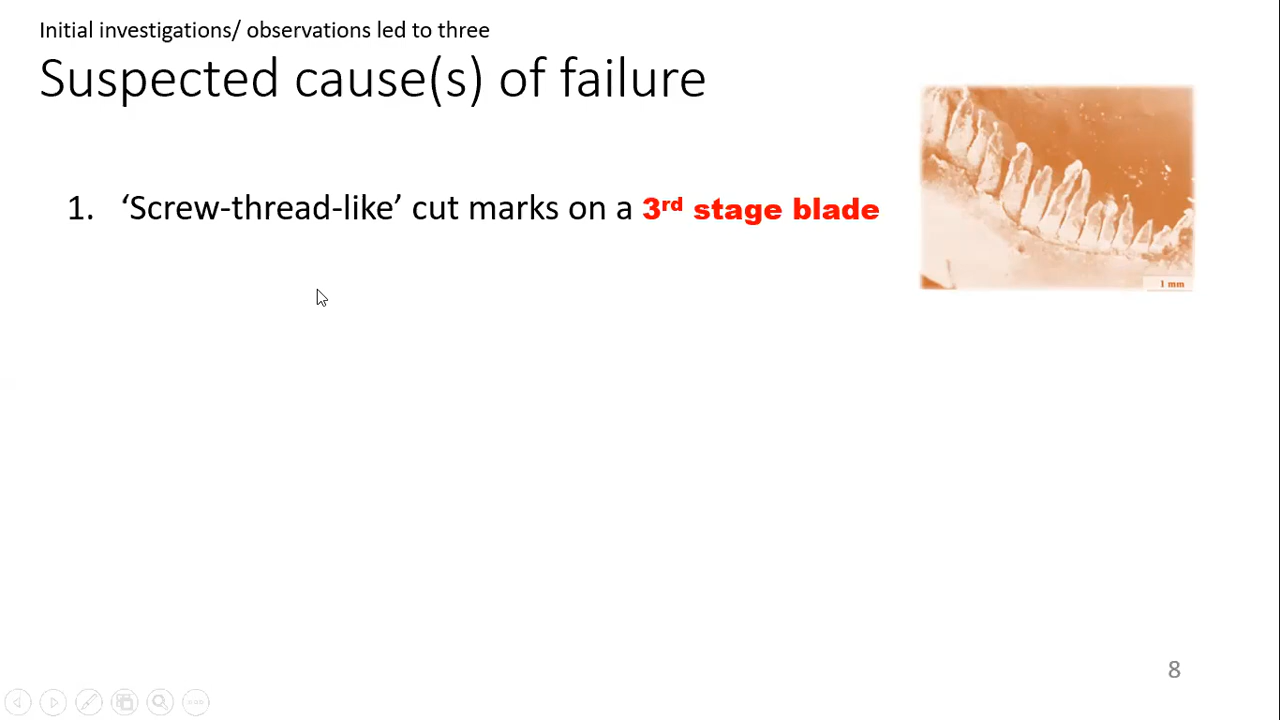 Initial investigations/ observations led to three
Suspected cause(s) of failure
1. ‘Screw-thread-like’ cut marks on a 3rd stage blade
1 mm
8